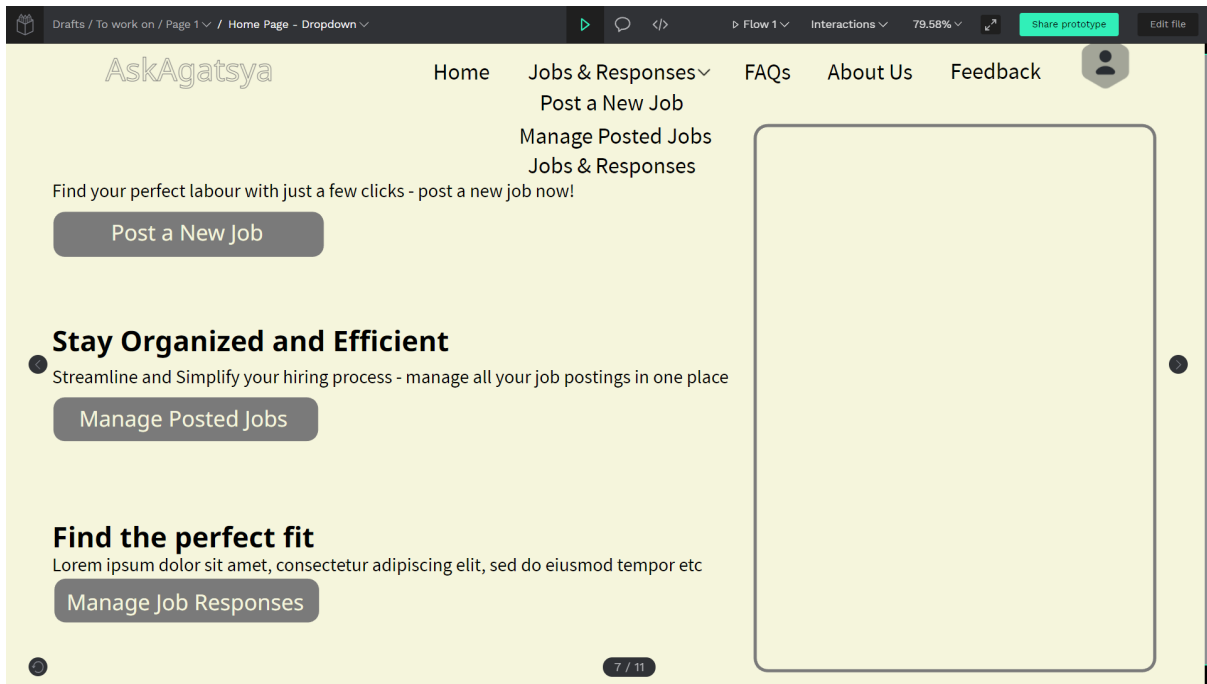 Drafts / To work on / Page 1 / Home Page - Dropdown
Flow 1 Interactions 79.58% Share prototype Edit file
AskAgatsya Home Jobs & Responses FAQs About Us Feedback
Post a New Job
Manage Posted Jobs
Jobs & Responses
Find your perfect labour with just a few clicks - post a new job now!
Post a New Job
Stay Organized and Efficient
Streamline and Simplify your hiring process - manage all your job postings in one place
Manage Posted Jobs
Find the perfect fit
Lorem ipsum dolor sit amet, consectetur adipiscing elit, sed do eiusmod tempor etc
Manage Job Responses
7 / 11